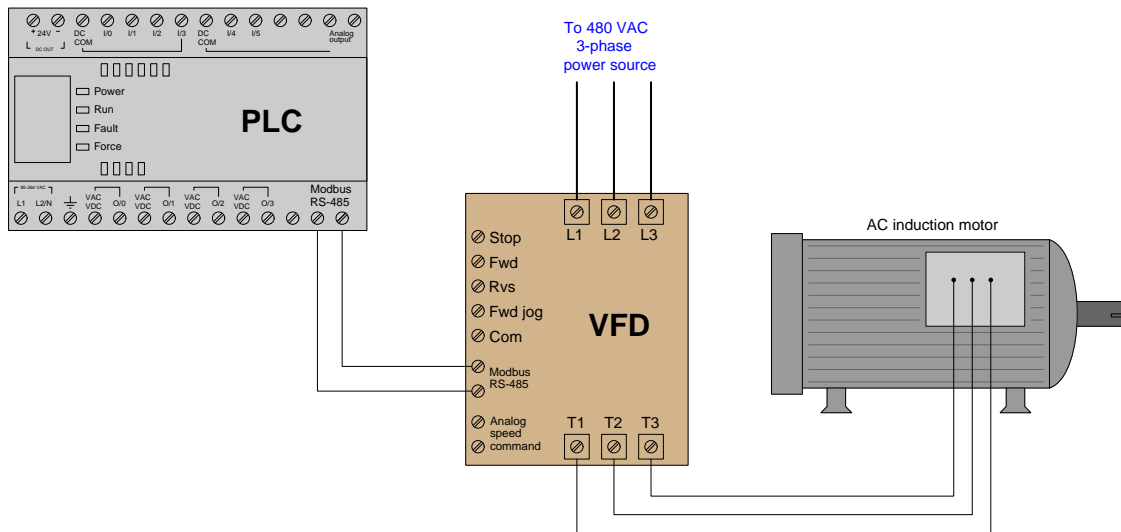 + 24V −
DC OUT
DC
COM
I/0
I/1
I/2
I/3
DC
COM
I/4
I/5
Analog
output
Power
Run
Fault
Force
PLC
85-264 VAC
L1
L2/N
VAC
VDC
O/0
VAC
VDC
O/1
VAC
VDC
O/2
VAC
VDC
O/3
Modbus
RS-485
To 480 VAC
3-phase
power source
L1
L2
L3
Stop
Fwd
Rvs
Fwd jog
Com
VFD
Modbus
RS-485
Analog
speed
command
T1
T2
T3
AC induction motor